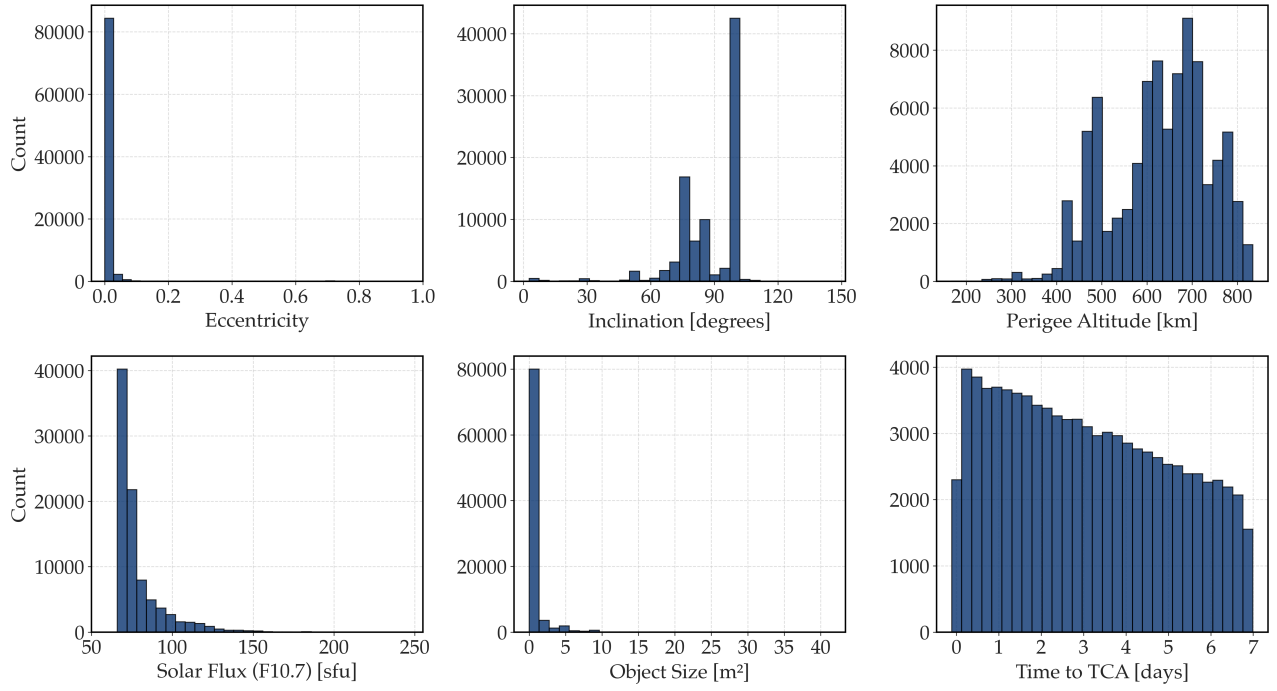 80000
60000
40000
20000
0
Count
0.0 0.2 0.4 0.6 0.8 1.0
Eccentricity
40000
30000
20000
10000
0
0 30 60 90 120 150
Inclination [degrees]
8000
6000
4000
2000
0
200 300 400 500 600 700 800
Perigee Altitude [km]
40000
30000
20000
10000
0
Count
50 100 150 200 250
Solar Flux (F10.7) [sfu]
80000
60000
40000
20000
0
0 5 10 15 20 25 30 35 40
Object Size [m²]
4000
3000
2000
1000
0
0 1 2 3 4 5 6 7
Time to TCA [days]